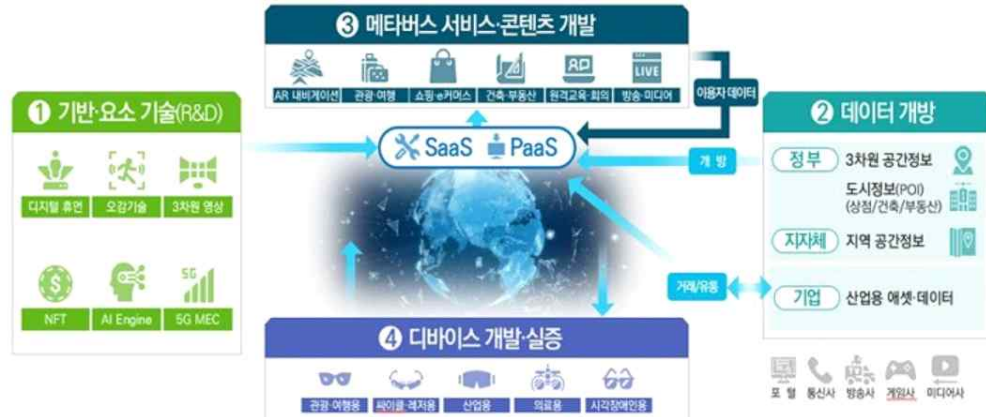 ③ 메타버스 서비스·콘텐츠 개발
AR 내비게이션
관광·여행
쇼핑·e커머스
건축·부동산
AD
원격교육·회의
LIVE
방송·미디어
이용자 데이터
① 기반·요소 기술(R&D)
디지털 휴먼
오감기술
3차원 영상
$
NFT
AI Engine
5G
5G MEC
SaaS
PaaS
개 방
거래/유통
② 데이터 개방
정부
3차원 공간정보
도시정보(POI)
(상점/건축/부동산)
지자체
지역 공간정보
기업
산업용 애셋·데이터
포 털
통신사
방송사
게임사
미디어사
④ 디바이스 개발·실증
관광·여행용
싸이클·레저용
산업용
의료용
시각장애인용